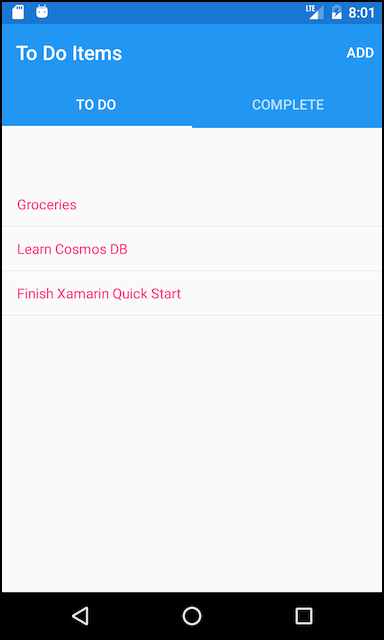 LTE 8:01
To Do Items ADD
TO DO COMPLETE
Groceries
Learn Cosmos DB
Finish Xamarin Quick Start